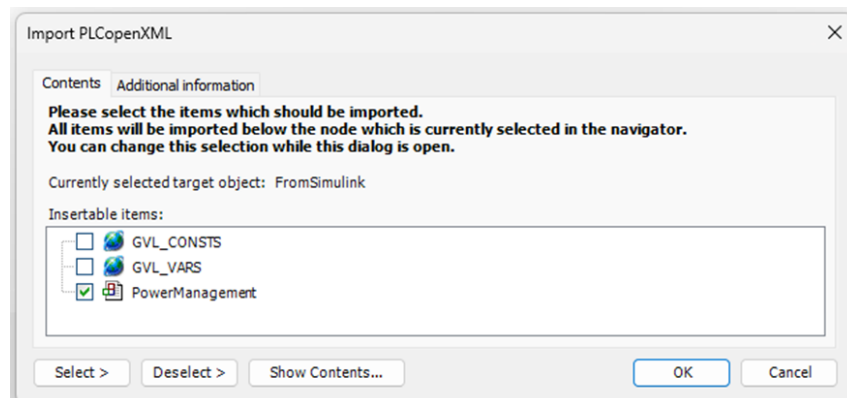 Import PLCopenXML
Contents Additional information
Please select the items which should be imported.
All items will be imported below the node which is currently selected in the navigator.
You can change this selection while this dialog is open.
Currently selected target object: FromSimulink
Insertable items:
GVL_CONSTS
GVL_VARS
PowerManagement
Select > Deselect > Show Contents... OK Cancel